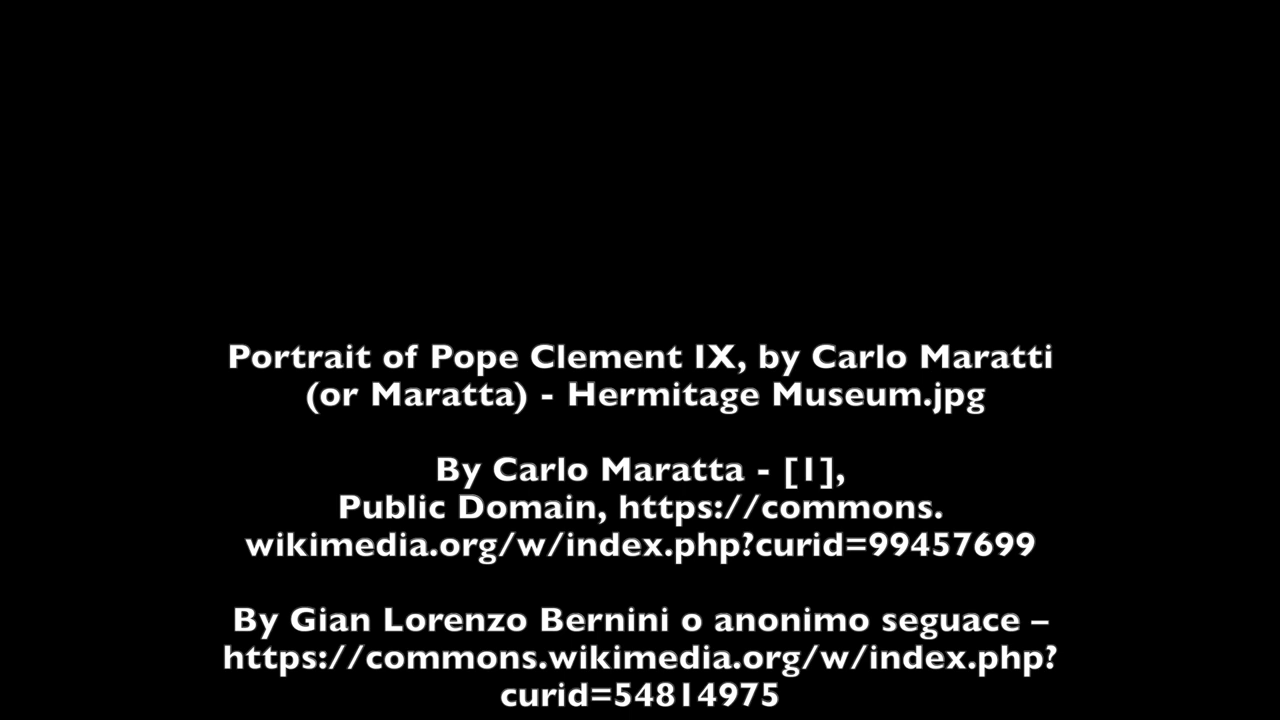 Portrait of Pope Clement IX, by Carlo Maratti
(or Maratta) - Hermitage Museum.jpg
By Carlo Maratta - [1],
Public Domain, https://commons.
wikimedia.org/w/index.php?curid=99457699
By Gian Lorenzo Bernini o anonimo seguace –
https://commons.wikimedia.org/w/index.php?
curid=54814975